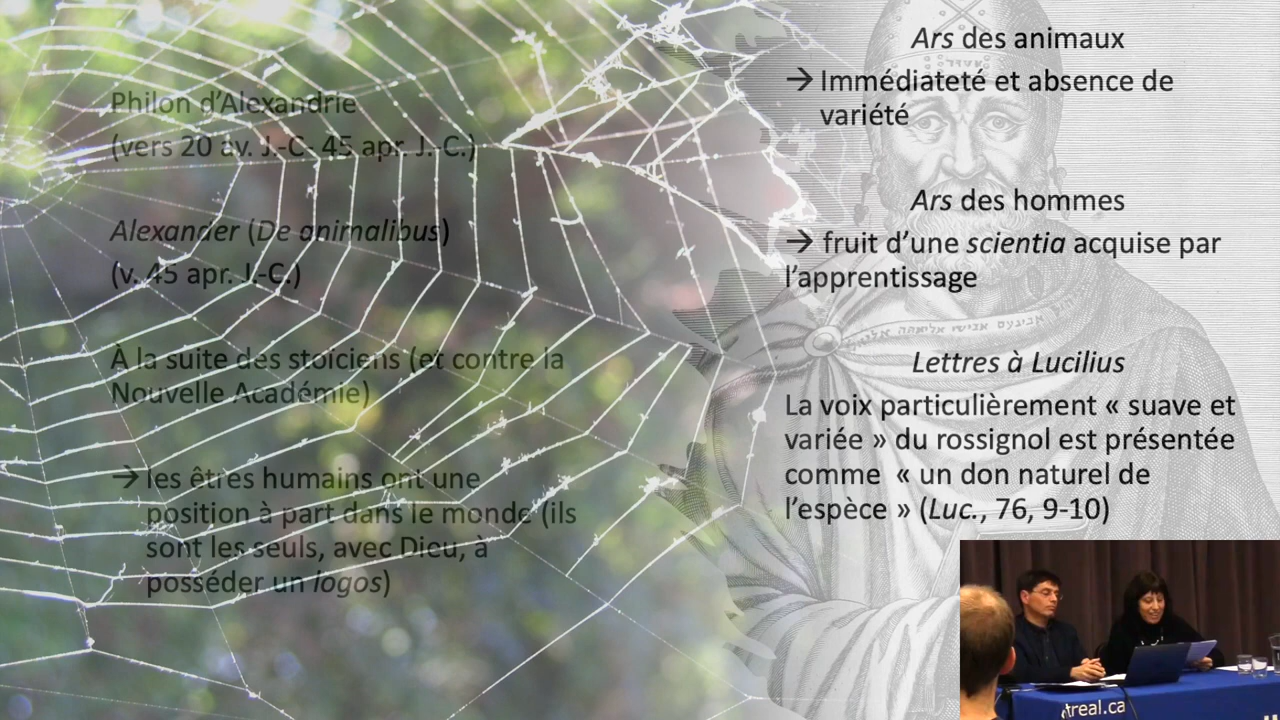 Philon d’Alexandrie
(vers 20 av. J.-C- 45 apr. J.-C.)
Alexander (De animalibus)
(v. 45 apr. J.-C.)
À la suite des stoïciens (et contre la
Nouvelle Académie)
→ les êtres humains ont une
position à part dans le monde (ils
sont les seuls, avec Dieu, à
posséder un logos)
Ars des animaux
→ Immédiateté et absence de
variété
Ars des hommes
→ fruit d’une scientia acquise par
l’apprentissage
Lettres à Lucilius
La voix particulièrement « suave et
variée » du rossignol est présentée
comme « un don naturel de
l’espèce » (Luc., 76, 9-10)
treal.ca